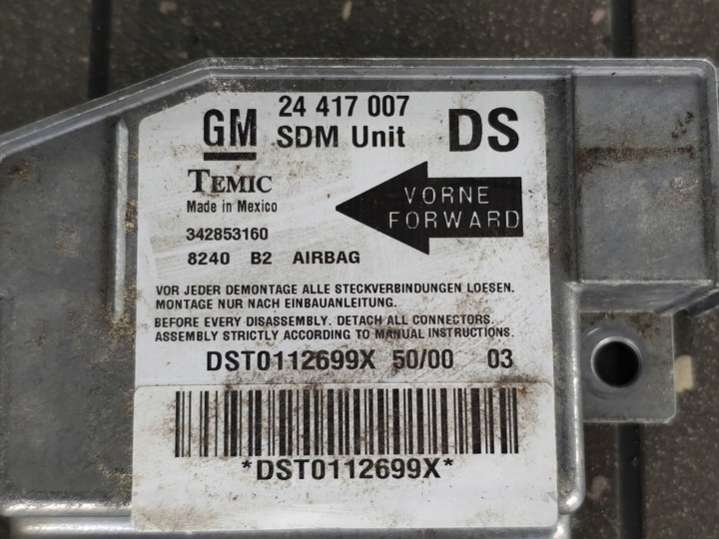 24 417 007
GM SDM Unit DS
TEMIC
Made in Mexico
VORNE
FORWARD
342853160
8240 B2 AIRBAG
VOR JEDER DEMONTAGE ALLE STECKVERBINDUNGEN LOESEN.
MONTAGE NUR NACH EINBAUANLEITUNG.
BEFORE EVERY DISASSEMBLY. DETACH ALL CONNECTORS.
ASSEMBLY STRICTLY ACCORDING TO MANUAL INSTRUCTIONS.
DST0112699X 50/00 03
*DST0112699X*